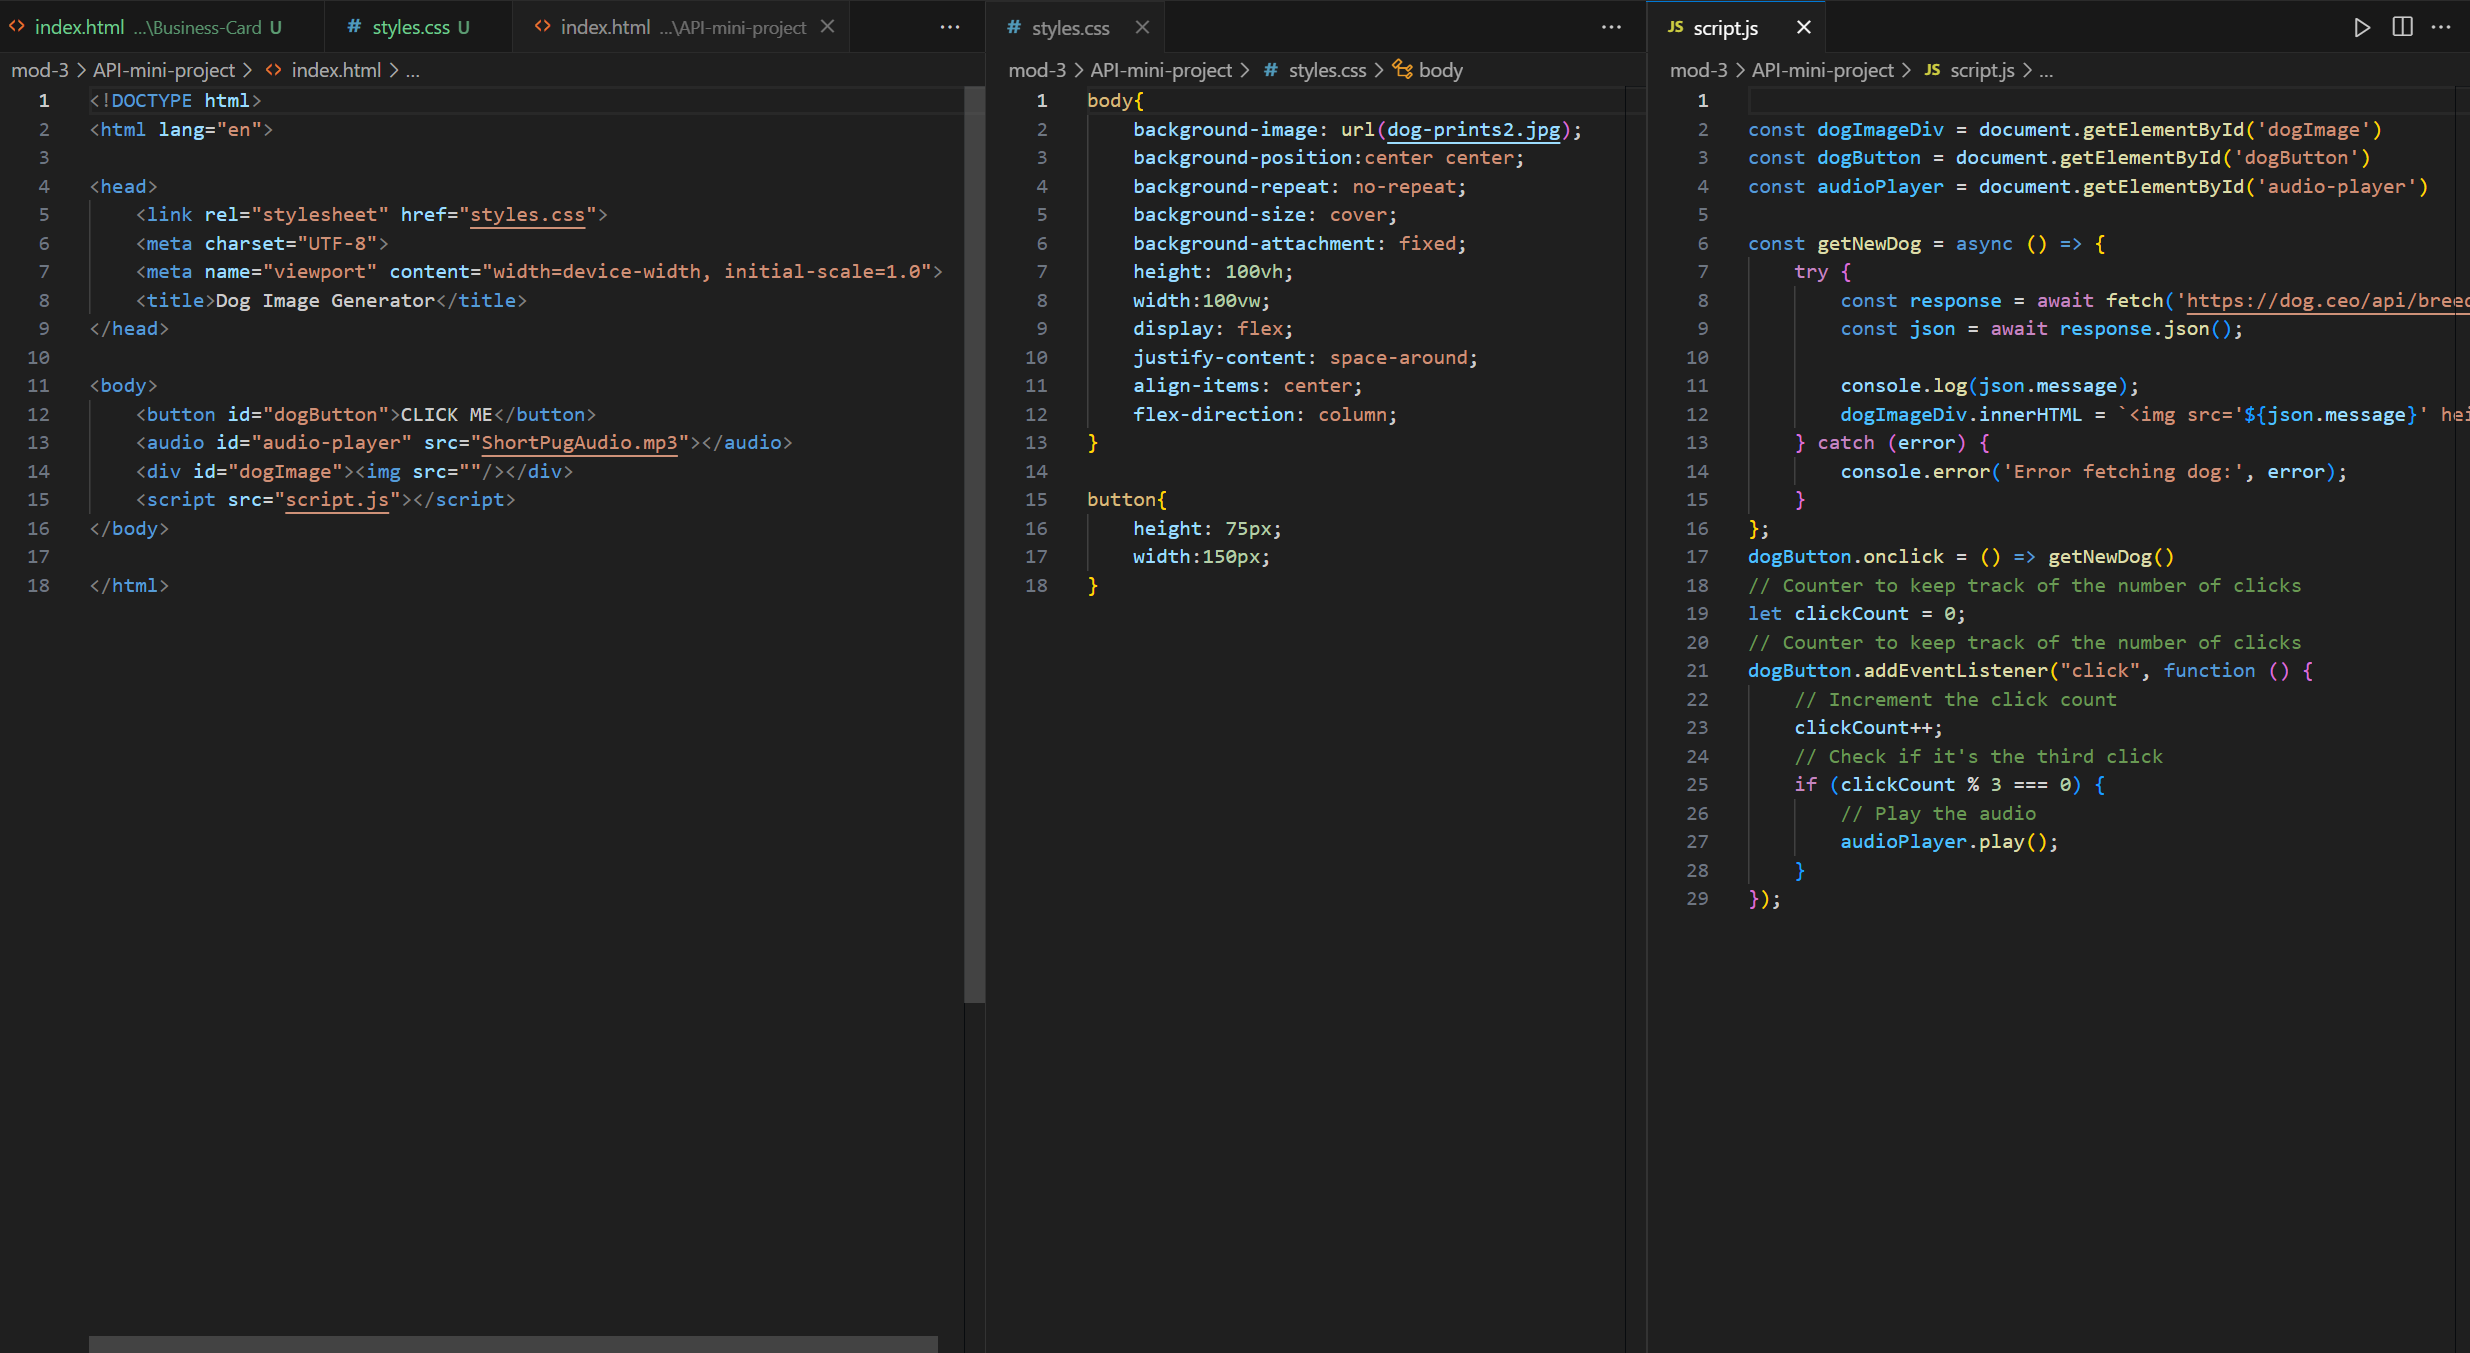 index.html ...\Business-Card U
# styles.css U
index.html ...\API-mini-project
mod-3 > API-mini-project > index.html > ...
1 <!DOCTYPE html>
2 <html lang="en">
3
4 <head>
5     <link rel="stylesheet" href="styles.css">
6     <meta charset="UTF-8">
7     <meta name="viewport" content="width=device-width, initial-scale=1.0">
8     <title>Dog Image Generator</title>
9 </head>
10
11 <body>
12     <button id="dogButton">CLICK ME</button>
13     <audio id="audio-player" src="ShortPugAudio.mp3"></audio>
14     <div id="dogImage"><img src=""/></div>
15     <script src="script.js"></script>
16 </body>
17
18 </html>
# styles.css
mod-3 > API-mini-project > # styles.css > body
1 body{
2     background-image: url(dog-prints2.jpg);
3     background-position:center center;
4     background-repeat: no-repeat;
5     background-size: cover;
6     background-attachment: fixed;
7     height: 100vh;
8     width:100vw;
9     display: flex;
10     justify-content: space-around;
11     align-items: center;
12     flex-direction: column;
13 }
14
15 button{
16     height: 75px;
17     width:150px;
18 }
JS script.js
mod-3 > API-mini-project > JS script.js > ...
1
2 const dogImageDiv = document.getElementById('dogImage')
3 const dogButton = document.getElementById('dogButton')
4 const audioPlayer = document.getElementById('audio-player')
5
6 const getNewDog = async () => {
7     try {
8         const response = await fetch('https://dog.ceo/api/breed
9         const json = await response.json();
10
11         console.log(json.message);
12         dogImageDiv.innerHTML = `<img src='${json.message}' hei
13     } catch (error) {
14         console.error('Error fetching dog:', error);
15     }
16 };
17 dogButton.onclick = () => getNewDog()
18 // Counter to keep track of the number of clicks
19 let clickCount = 0;
20 // Counter to keep track of the number of clicks
21 dogButton.addEventListener("click", function () {
22     // Increment the click count
23     clickCount++;
24     // Check if it's the third click
25     if (clickCount % 3 === 0) {
26         // Play the audio
27         audioPlayer.play();
28     }
29 });